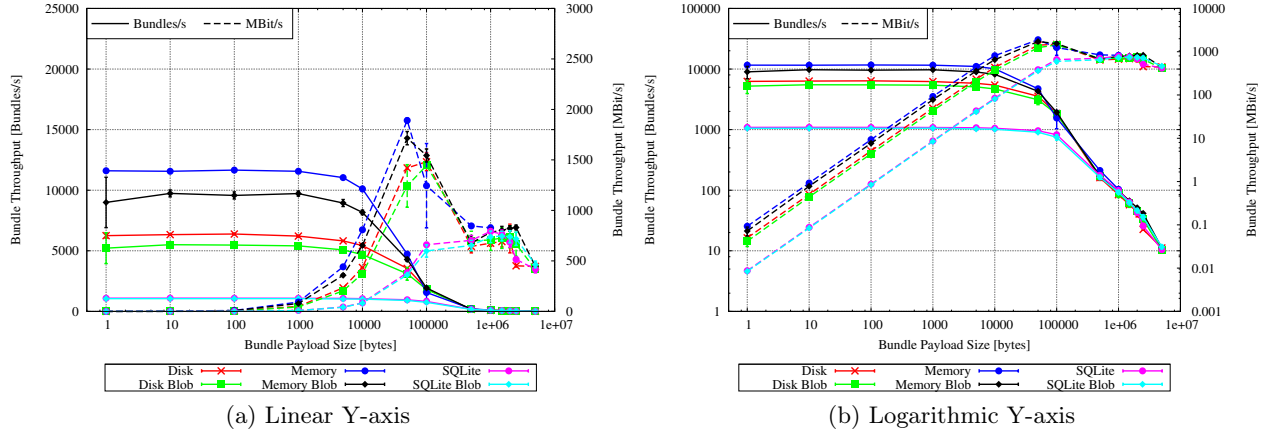 Bundles/s MBit/s
Bundle Throughput [Bundles/s]
25000
20000
15000
10000
5000
0
3000
2500
2000
1500
1000
500
0
Bundle Throughput [MBit/s]
1 10 100 1000 10000 100000 1e+06 1e+07
Bundle Payload Size [bytes]
Disk Memory SQLite
Disk Blob Memory Blob SQLite Blob
(a) Linear Y-axis
Bundles/s MBit/s
Bundle Throughput [Bundles/s]
100000
10000
1000
100
10
1
10000
1000
100
10
1
0.1
0.01
0.001
Bundle Throughput [MBit/s]
1 10 100 1000 10000 100000 1e+06 1e+07
Bundle Payload Size [bytes]
Disk Memory SQLite
Disk Blob Memory Blob SQLite Blob
(b) Logarithmic Y-axis